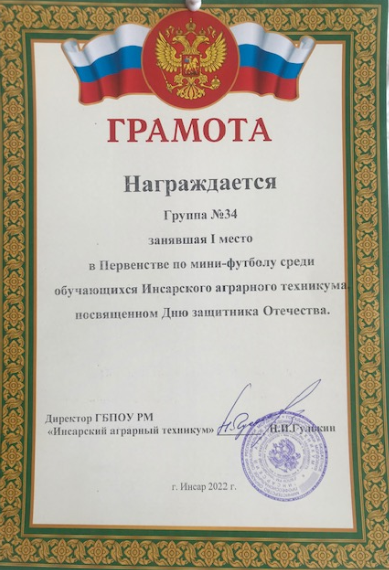 ГРАМОТА
Награждается
Группа №34
занявшая I место
в Первенстве по мини-футболу среди
обучающихся Инсарского аграрного техникума,
посвященном Дню защитника Отечества.
Директор ГБПОУ РМ
«Инсарский аграрный техникум» Н.И.Гулякин
г. Инсар 2022 г.